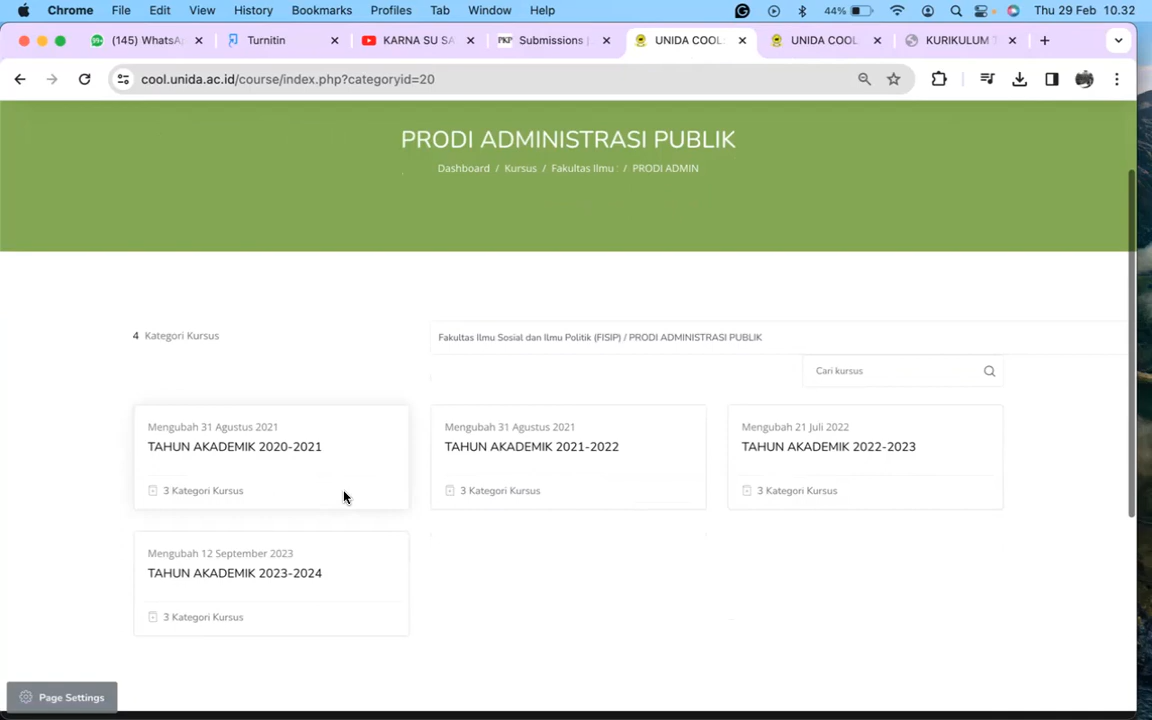 Chrome File Edit View History Bookmarks Profiles Tab Window Help 44% Thu 29 Feb 10.32
(145) WhatsA Turnitin KARNA SU SA Submissions | UNIDA COOL UNIDA COOL KURIKULUM T
cool.unida.ac.id/course/index.php?categoryid=20
PRODI ADMINISTRASI PUBLIK
Dashboard / Kursus / Fakultas Ilmu / PRODI ADMIN
4 Kategori Kursus
Fakultas Ilmu Sosial dan Ilmu Politik (FISIP) / PRODI ADMINISTRASI PUBLIK
Cari kursus
Mengubah 31 Agustus 2021
TAHUN AKADEMIK 2020-2021
3 Kategori Kursus
Mengubah 31 Agustus 2021
TAHUN AKADEMIK 2021-2022
3 Kategori Kursus
Mengubah 21 Juli 2022
TAHUN AKADEMIK 2022-2023
3 Kategori Kursus
Mengubah 12 September 2023
TAHUN AKADEMIK 2023-2024
3 Kategori Kursus
Page Settings